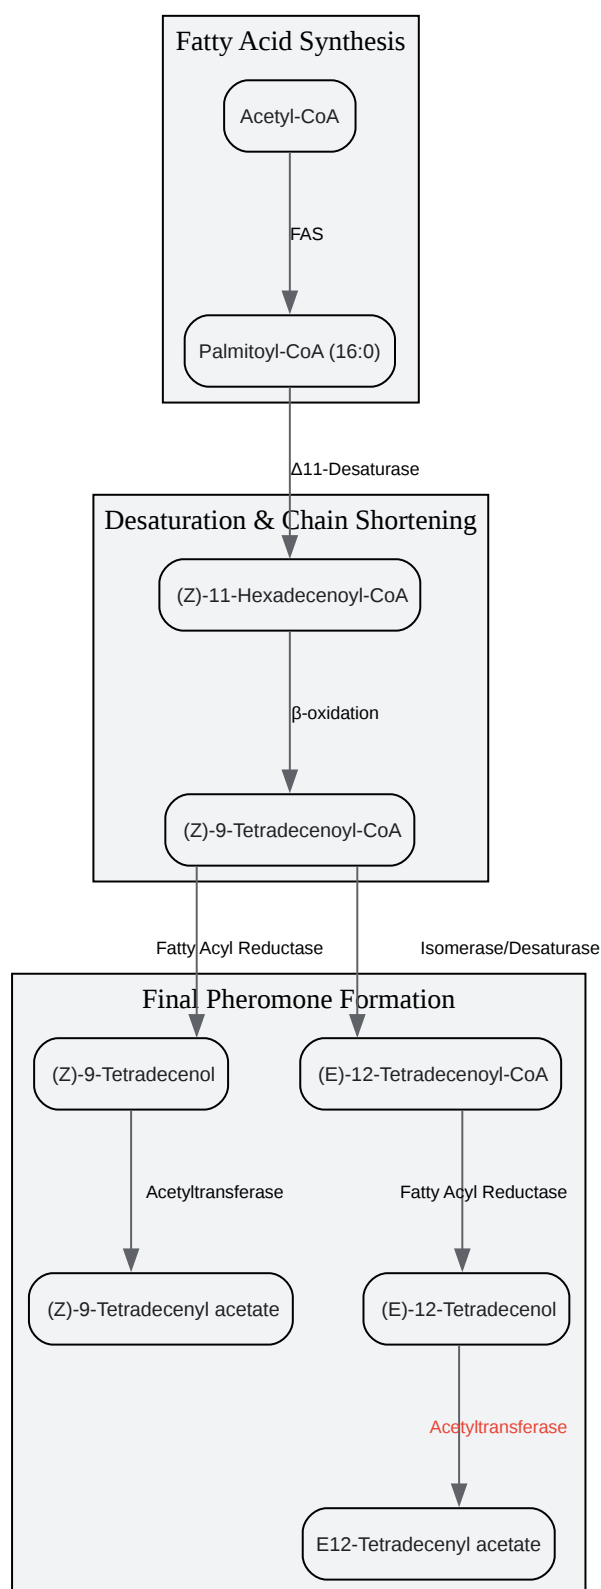 Fatty Acid Synthesis
Acetyl-CoA
FAS
Palmitoyl-CoA (16:0)
Δ11-Desaturase
Desaturation & Chain Shortening
(Z)-11-Hexadecenoyl-CoA
β-oxidation
(Z)-9-Tetradecenoyl-CoA
Fatty Acyl Reductase
Isomerase/Desaturase
Final Pheromone Formation
(Z)-9-Tetradecenol
(E)-12-Tetradecenoyl-CoA
Acetyltransferase
Fatty Acyl Reductase
(Z)-9-Tetradecenyl acetate
(E)-12-Tetradecenol
Acetyltransferase
E12-Tetradecenyl acetate